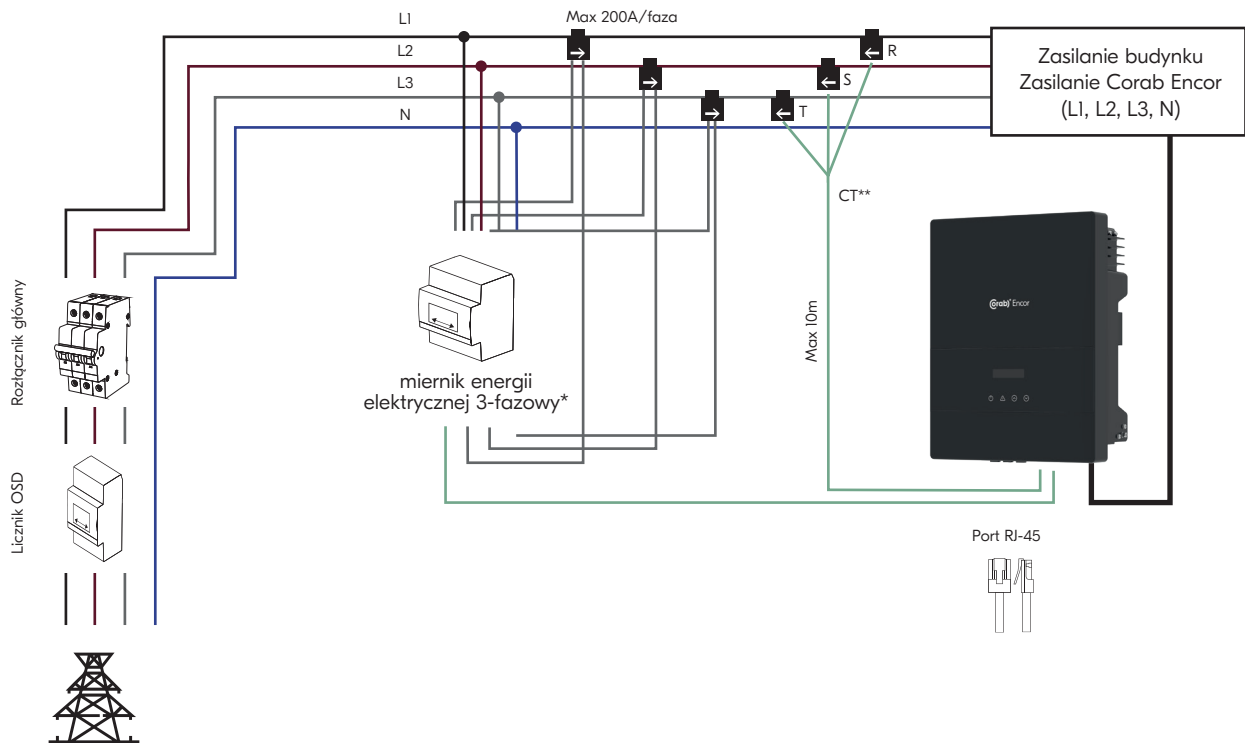 L1
Max 200A/faza
L2
R
L3
S
N
T
Zasilanie budynku
Zasilanie Corab Encor
(L1, L2, L3, N)
CT**
Rozłącznik główny
Max 10m
Corab Encor
miernik energii
elektrycznej 3-fazowy*
Licznik OSD
Port RJ-45